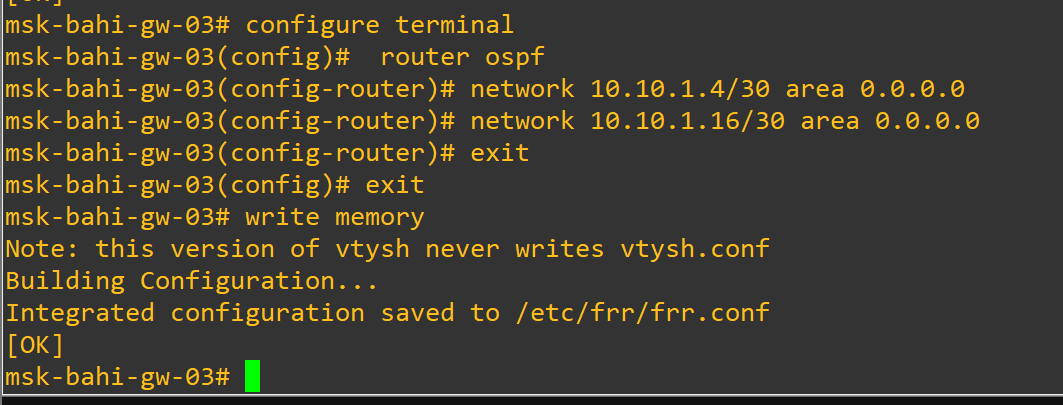 msk-bahi-gw-03# configure terminal
msk-bahi-gw-03(config)#  router ospf
msk-bahi-gw-03(config-router)# network 10.10.1.4/30 area 0.0.0.0
msk-bahi-gw-03(config-router)# network 10.10.1.16/30 area 0.0.0.0
msk-bahi-gw-03(config-router)# exit
msk-bahi-gw-03(config)# exit
msk-bahi-gw-03# write memory
Note: this version of vtysh never writes vtysh.conf
Building Configuration...
Integrated configuration saved to /etc/frr/frr.conf
[OK]
msk-bahi-gw-03#